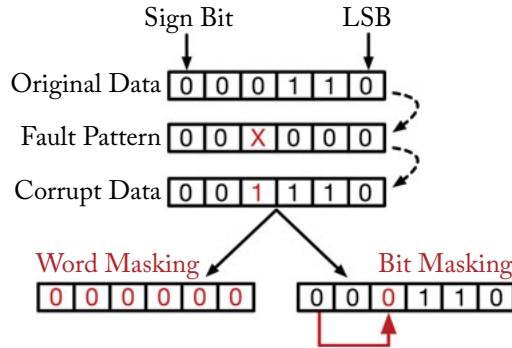 Sign Bit LSB
Original Data 0 0 0 1 1 0
Fault Pattern 0 0 X 0 0 0
Corrupt Data 0 0 1 1 1 0
Word Masking Bit Masking
0 0 0 0 0 0 0 0 0 1 1 0